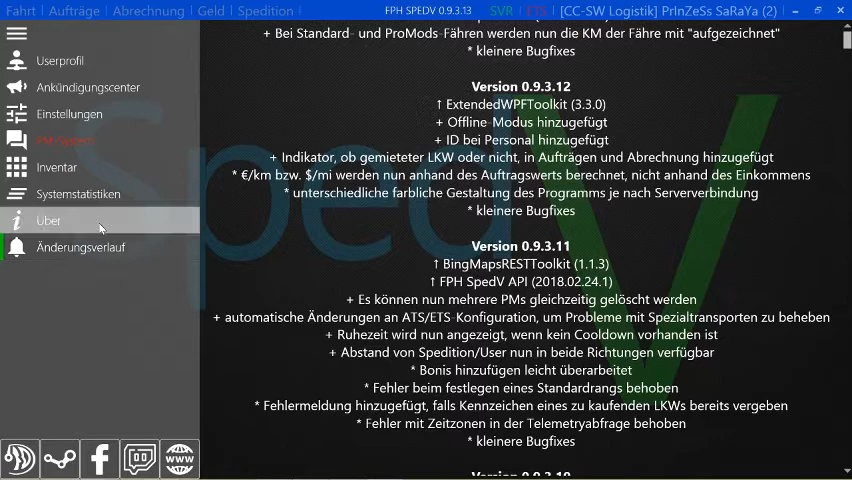 Fahrt | Aufträge | Abrechnung | Geld | Spedition | FPH SPEDV 0.9.3.13 SVR | ETS | [CC-SW Logistik] PrInZeSs SaRaYa (2)
Userprofil
Ankündigungscenter
Einstellungen
PM-System
Inventar
Systemstatistiken
Über
Änderungsverlauf
WWW
+ Bei Standard- und ProMods-Fähren werden nun die KM der Fähre mit "aufgezeichnet"
* kleinere Bugfixes
Version 0.9.3.12
↑ ExtendedWPFToolkit (3.3.0)
+ Offline-Modus hinzugefügt
+ ID bei Personal hinzugefügt
+ Indikator, ob gemieteter LKW oder nicht, in Aufträgen und Abrechnung hinzugefügt
* €/km bzw. $/mi werden nun anhand des Auftragswerts berechnet, nicht anhand des Einkommens
* unterschiedliche farbliche Gestaltung des Programms je nach Serververbindung
* kleinere Bugfixes
Version 0.9.3.11
↑ BingMapsRESTToolkit (1.1.3)
↑ FPH SpedV API (2018.02.24.1)
+ Es können nun mehrere PMs gleichzeitig gelöscht werden
+ automatische Änderungen an ATS/ETS-Konfiguration, um Probleme mit Spezialtransporten zu beheben
+ Ruhezeit wird nun angezeigt, wenn kein Cooldown vorhanden ist
+ Abstand von Spedition/User nun in beide Richtungen verfügbar
* Bonis hinzufügen leicht überarbeitet
* Fehler beim festlegen eines Standardrangs behoben
* Fehlermeldung hinzugefügt, falls Kennzeichen eines zu kaufenden LKWs bereits vergeben
* Fehler mit Zeitzonen in der Telemetryabfrage behoben
* kleinere Bugfixes
SpedV